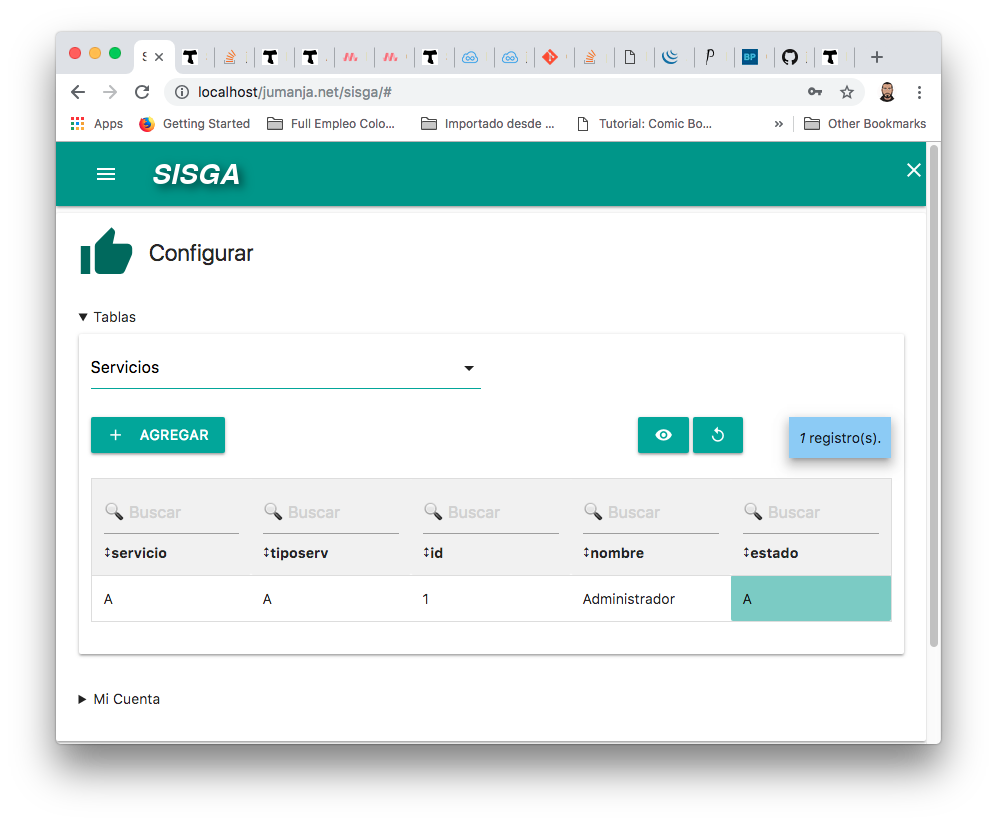 S
localhost/jumanja.net/sisga/#
Apps Getting Started Full Empleo Colo... Importado desde ... Tutorial: Comic Bo... » Other Bookmarks
SISGA
Configurar
Tablas
Servicios
+ AGREGAR 1 registro(s).
Buscar Buscar Buscar Buscar Buscar
↕servicio ↕tiposerv ↕id ↕nombre ↕estado
A A 1 Administrador A
Mi Cuenta